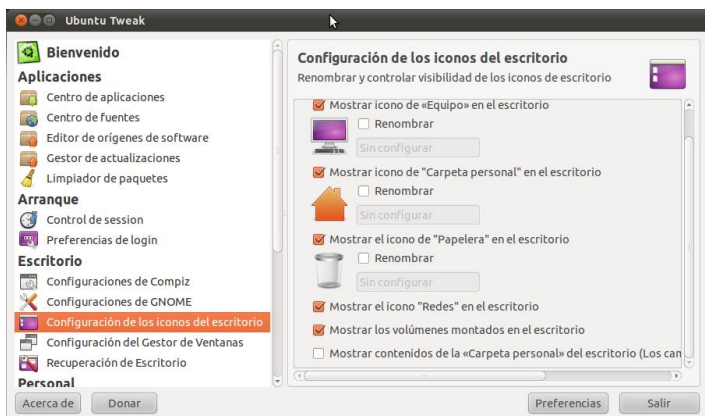 Ubuntu Tweak
Bienvenido
Aplicaciones
Centro de aplicaciones
Centro de fuentes
Editor de orígenes de software
Gestor de actualizaciones
Limpiador de paquetes
Arranque
Control de session
Preferencias de login
Escritorio
Configuraciones de Compiz
Configuraciones de GNOME
Configuración de los iconos del escritorio
Configuración del Gestor de Ventanas
Recuperación de Escritorio
Personal
Acerca de
Donar
Configuración de los iconos del escritorio
Renombrar y controlar visibilidad de los iconos de escritorio
Mostrar icono de «Equipo» en el escritorio
Renombrar
Sin configurar
Mostrar icono de "Carpeta personal" en el escritorio
Renombrar
Sin configurar
Mostrar el icono de "Papelera" en el escritorio
Renombrar
Sin configurar
Mostrar el icono "Redes" en el escritorio
Mostrar los volúmenes montados en el escritorio
Mostrar contenidos de la «Carpeta personal» del escritorio (Los can
Preferencias
Salir